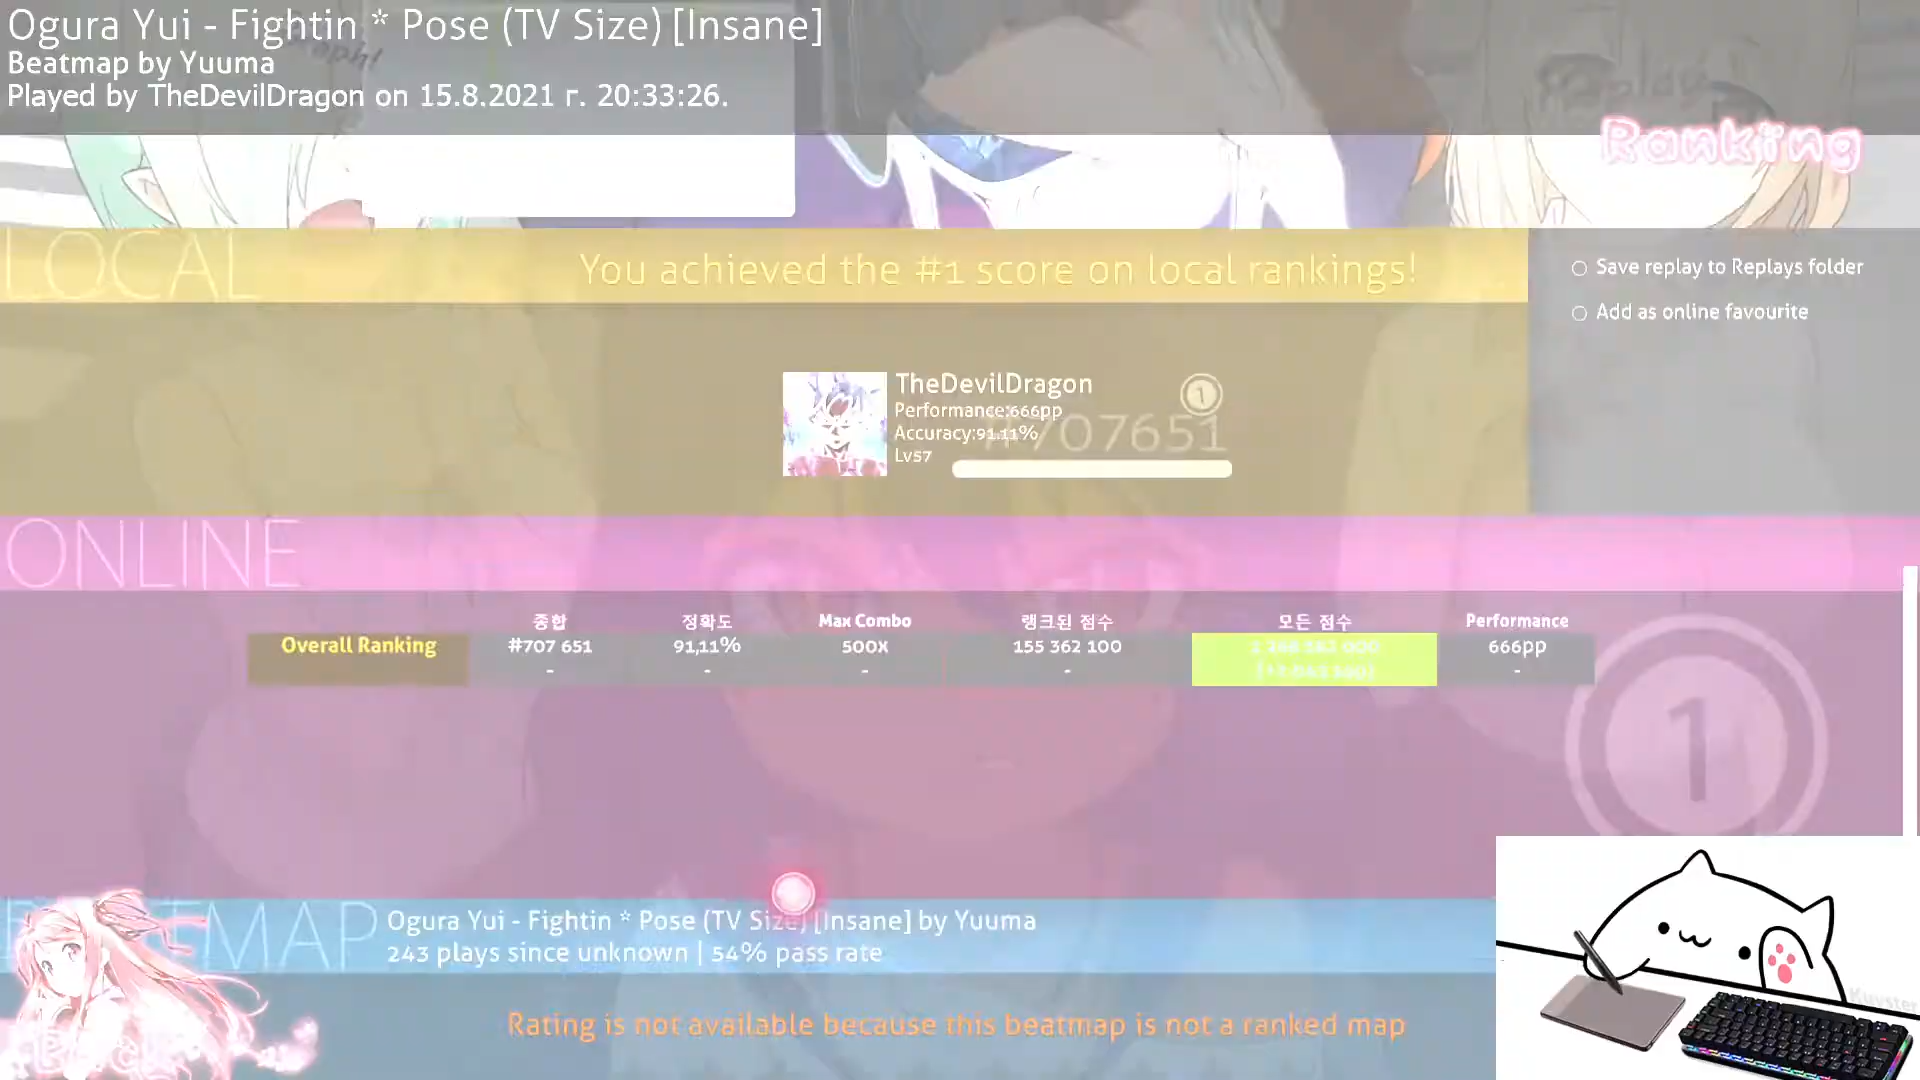 Ogura Yui - Fightin * Pose (TV Size) [Insane]
Beatmap by Yuuma
Played by TheDevilDragon on 15.8.2021 г. 20:33:26.
Ranking
LOCAL
You achieved the #1 score on local rankings!
Save replay to Replays folder
Add as online favourite
TheDevilDragon
Performance:666pp
Accuracy:91.11%
Lv57
#707651
1
ONLINE
종합 정확도 Max Combo 랭크된 점수 모든 점수 Performance
Overall Ranking #707 651 91,11% 500x 155 362 100 666pp
- - - - -
1
MAP
Ogura Yui - Fightin * Pose (TV Size) [Insane] by Yuuma
243 plays since unknown | 54% pass rate
Rating is not available because this beatmap is not a ranked map
Kuvster